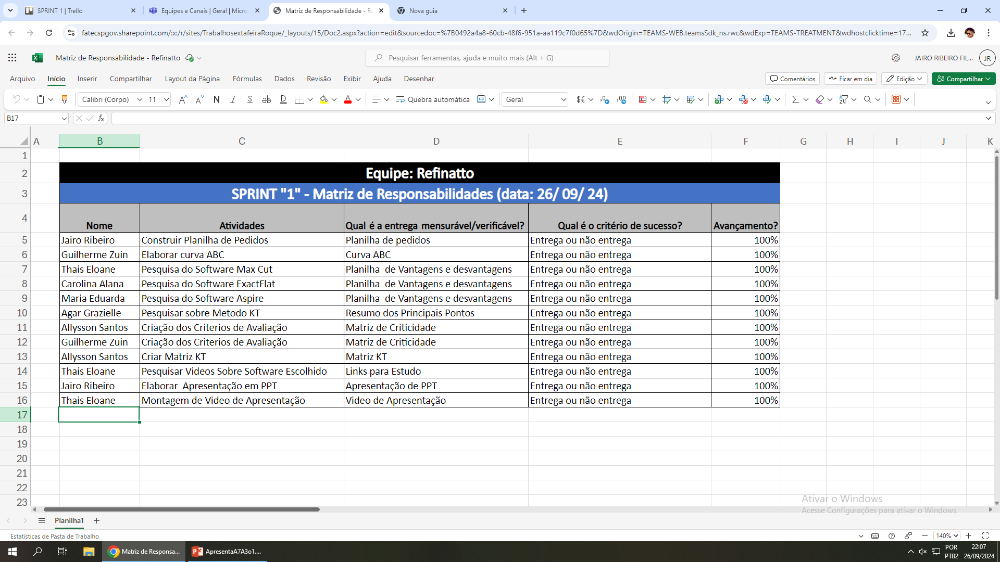 SPRINT 1 | Trello
Equipes e Canais | Geral | Micro
Matriz de Responsabilidade - R
Nova guia
fatecspgov.sharepoint.com/:x:/r/sites/TrabalhosextafeiraRoque/_layouts/15/Doc2.aspx?action=edit&sourcedoc=%7B0492a4a8-60cb-48f6-951a-aa119c7f0d65%7D&wdOrigin=TEAMS-WEB.teamsSdk_ns.rwc&wdExp=TEAMS-TREATMENT&wdhostclicktime=17...
Matriz de Responsabilidade - Refinatto
Pesquisar ferramentas, ajuda e muito mais (Alt + G)
JAIRO RIBEIRO FIL...
JR
Arquivo Início Inserir Compartilhar Layout da Página Fórmulas Dados Revisão Exibir Ajuda Desenhar
Comentários Ficar em dia Edição Compartilhar
Calibri (Corpo) 11 A A N I S ab D A Quebra automática Geral $€
B17 fx
A B C D E F G H I J K
1
2 Equipe: Refinatto
3 SPRINT "1" - Matriz de Responsabilidades (data: 26/ 09/ 24)
4 Nome Atividades Qual é a entrega mensurável/verificável? Qual é o critério de sucesso? Avançamento?
5 Jairo Ribeiro Construir Planilha de Pedidos Planilha de pedidos Entrega ou não entrega 100%
6 Guilherme Zuin Elaborar curva ABC Curva ABC Entrega ou não entrega 100%
7 Thais Eloane Pesquisa do Software Max Cut Planilha  de Vantagens e desvantagens Entrega ou não entrega 100%
8 Carolina Alana Pesquisa do Software ExactFlat Planilha  de Vantagens e desvantagens Entrega ou não entrega 100%
9 Maria Eduarda Pesquisa do Software Aspire Planilha  de Vantagens e desvantagens Entrega ou não entrega 100%
10 Agar Grazielle Pesquisar sobre Metodo KT Resumo dos Principais Pontos Entrega ou não entrega 100%
11 Allysson Santos Criação dos Criterios de Avaliação Matriz de Criticidade Entrega ou não entrega 100%
12 Guilherme Zuin Criação dos Criterios de Avaliação Matriz de Criticidade Entrega ou não entrega 100%
13 Allysson Santos Criar Matriz KT Matriz KT Entrega ou não entrega 100%
14 Thais Eloane Pesquisar Videos Sobre Software Escolhido Links para Estudo Entrega ou não entrega 100%
15 Jairo Ribeiro Elaborar  Apresentação em PPT Apresentação de PPT Entrega ou não entrega 100%
16 Thais Eloane Montagem de Video de Apresentação Video de Apresentação Entrega ou não entrega 100%
17
18
19
20
21
22
23
Ativar o Windows
Acesse Configurações para ativar o Windows.
Planilha1
Estatísticas de Pasta de Trabalho
140%
Matriz de Responsa...
ApresentaA7A3o1....
POR
PTB2
22:07
26/09/2024